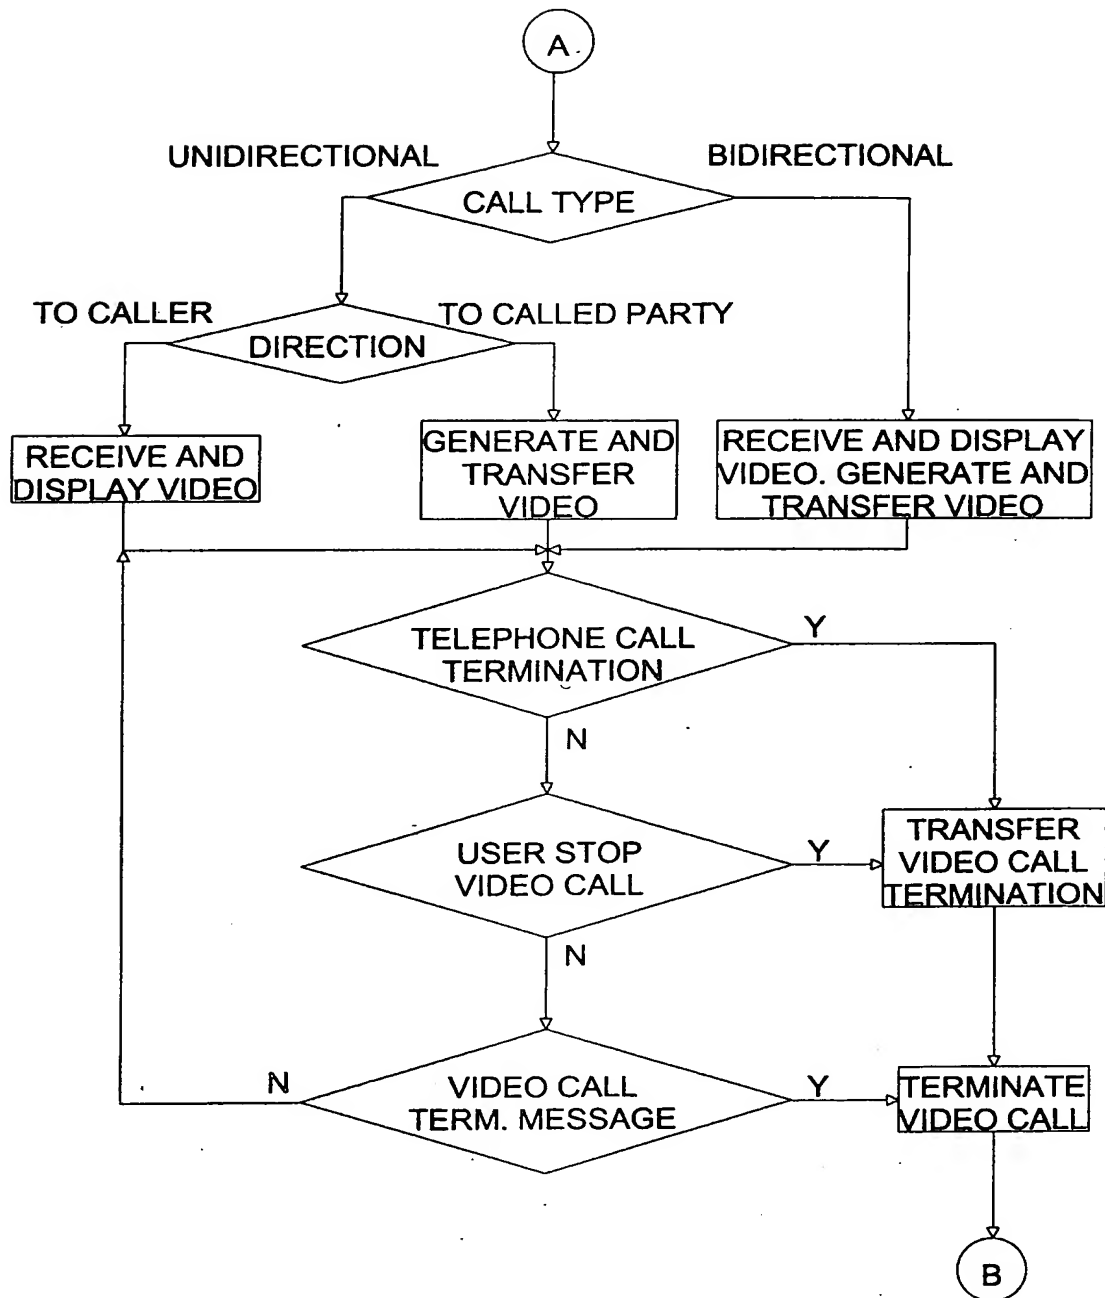 A
UNIDIRECTIONAL
BIDIRECTIONAL
CALL TYPE
TO CALLER
TO CALLED PARTY
DIRECTION
RECEIVE AND
DISPLAY VIDEO
GENERATE AND
TRANSFER
VIDEO
RECEIVE AND DISPLAY
VIDEO. GENERATE AND
TRANSFER VIDEO
TELEPHONE CALL
TERMINATION
Y
N
USER STOP
VIDEO CALL
Y
TRANSFER
VIDEO CALL
TERMINATION
N
N
VIDEO CALL
TERM. MESSAGE
Y
TERMINATE
VIDEO CALL
B